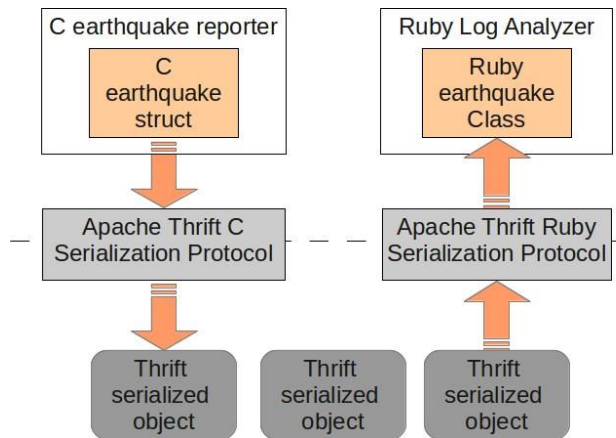 C earthquake reporter
C
earthquake
struct
Ruby Log Analyzer
Ruby
earthquake
Class
Apache Thrift C
Serialization Protocol
Apache Thrift Ruby
Serialization Protocol
Thrift
serialized
object
Thrift
serialized
object
Thrift
serialized
object